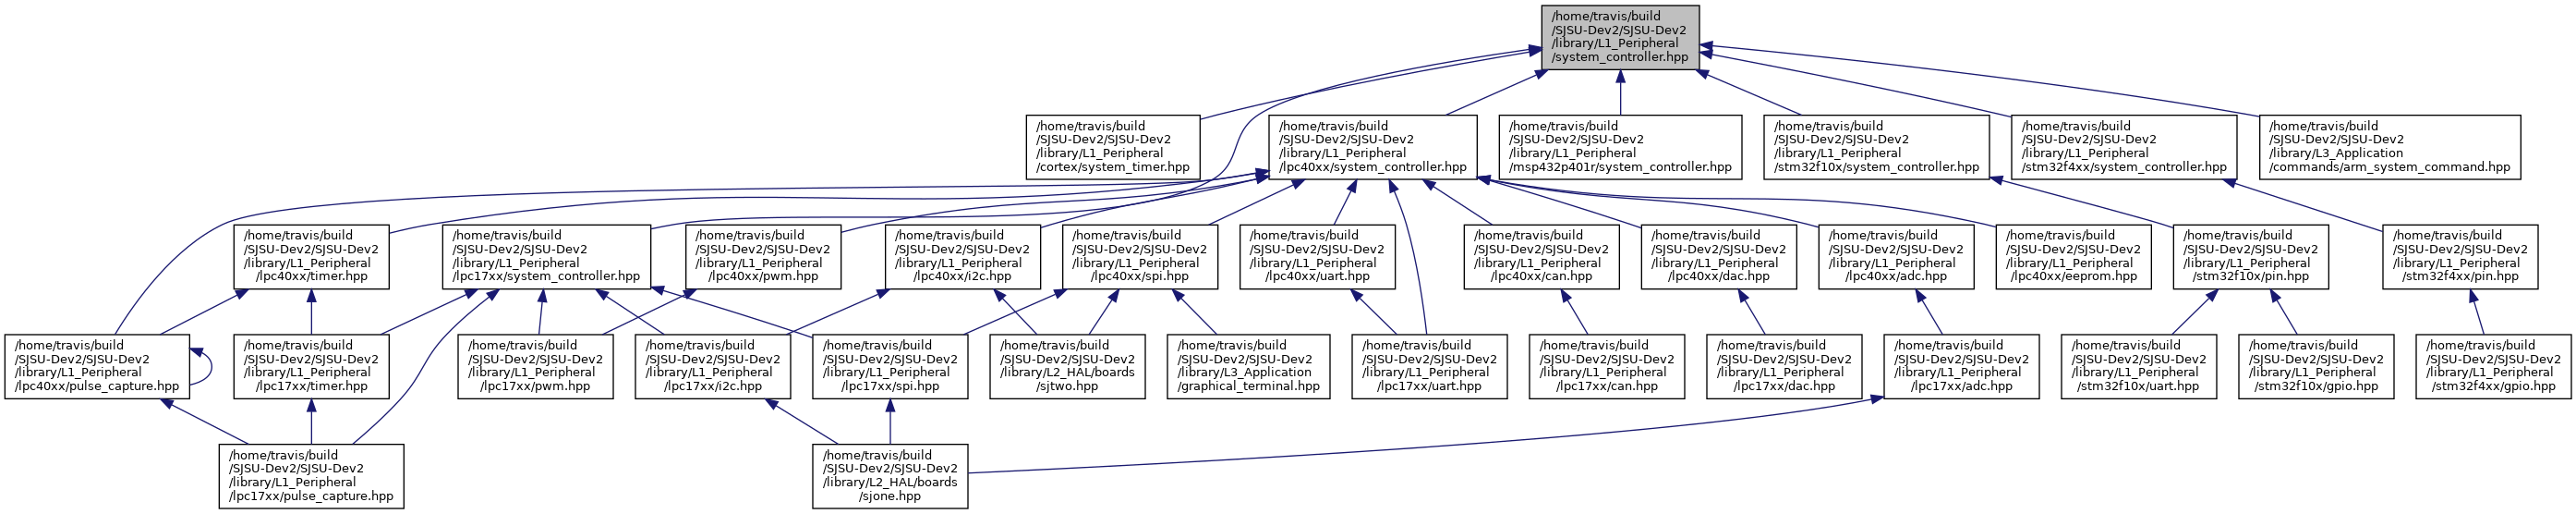 /home/travis/build
/SJSU-Dev2/SJSU-Dev2
/library/L1_Peripheral
/system_controller.hpp
/home/travis/build
/SJSU-Dev2/SJSU-Dev2
/library/L1_Peripheral
/cortex/system_timer.hpp
/home/travis/build
/SJSU-Dev2/SJSU-Dev2
/library/L1_Peripheral
/lpc40xx/system_controller.hpp
/home/travis/build
/SJSU-Dev2/SJSU-Dev2
/library/L1_Peripheral
/msp432p401r/system_controller.hpp
/home/travis/build
/SJSU-Dev2/SJSU-Dev2
/library/L1_Peripheral
/stm32f10x/system_controller.hpp
/home/travis/build
/SJSU-Dev2/SJSU-Dev2
/library/L1_Peripheral
/stm32f4xx/system_controller.hpp
/home/travis/build
/SJSU-Dev2/SJSU-Dev2
/library/L3_Application
/commands/arm_system_command.hpp
/home/travis/build
/SJSU-Dev2/SJSU-Dev2
/library/L1_Peripheral
/lpc40xx/timer.hpp
/home/travis/build
/SJSU-Dev2/SJSU-Dev2
/library/L1_Peripheral
/lpc17xx/system_controller.hpp
/home/travis/build
/SJSU-Dev2/SJSU-Dev2
/library/L1_Peripheral
/lpc40xx/pwm.hpp
/home/travis/build
/SJSU-Dev2/SJSU-Dev2
/library/L1_Peripheral
/lpc40xx/i2c.hpp
/home/travis/build
/SJSU-Dev2/SJSU-Dev2
/library/L1_Peripheral
/lpc40xx/spi.hpp
/home/travis/build
/SJSU-Dev2/SJSU-Dev2
/library/L1_Peripheral
/lpc40xx/uart.hpp
/home/travis/build
/SJSU-Dev2/SJSU-Dev2
/library/L1_Peripheral
/lpc40xx/can.hpp
/home/travis/build
/SJSU-Dev2/SJSU-Dev2
/library/L1_Peripheral
/lpc40xx/dac.hpp
/home/travis/build
/SJSU-Dev2/SJSU-Dev2
/library/L1_Peripheral
/lpc40xx/adc.hpp
/home/travis/build
/SJSU-Dev2/SJSU-Dev2
/library/L1_Peripheral
/lpc40xx/eeprom.hpp
/home/travis/build
/SJSU-Dev2/SJSU-Dev2
/library/L1_Peripheral
/stm32f10x/pin.hpp
/home/travis/build
/SJSU-Dev2/SJSU-Dev2
/library/L1_Peripheral
/stm32f4xx/pin.hpp
/home/travis/build
/SJSU-Dev2/SJSU-Dev2
/library/L1_Peripheral
/lpc40xx/pulse_capture.hpp
/home/travis/build
/SJSU-Dev2/SJSU-Dev2
/library/L1_Peripheral
/lpc17xx/timer.hpp
/home/travis/build
/SJSU-Dev2/SJSU-Dev2
/library/L1_Peripheral
/lpc17xx/pwm.hpp
/home/travis/build
/SJSU-Dev2/SJSU-Dev2
/library/L1_Peripheral
/lpc17xx/i2c.hpp
/home/travis/build
/SJSU-Dev2/SJSU-Dev2
/library/L1_Peripheral
/lpc17xx/spi.hpp
/home/travis/build
/SJSU-Dev2/SJSU-Dev2
/library/L2_HAL/boards
/sjtwo.hpp
/home/travis/build
/SJSU-Dev2/SJSU-Dev2
/library/L3_Application
/graphical_terminal.hpp
/home/travis/build
/SJSU-Dev2/SJSU-Dev2
/library/L1_Peripheral
/lpc17xx/uart.hpp
/home/travis/build
/SJSU-Dev2/SJSU-Dev2
/library/L1_Peripheral
/lpc17xx/can.hpp
/home/travis/build
/SJSU-Dev2/SJSU-Dev2
/library/L1_Peripheral
/lpc17xx/dac.hpp
/home/travis/build
/SJSU-Dev2/SJSU-Dev2
/library/L1_Peripheral
/lpc17xx/adc.hpp
/home/travis/build
/SJSU-Dev2/SJSU-Dev2
/library/L1_Peripheral
/stm32f10x/uart.hpp
/home/travis/build
/SJSU-Dev2/SJSU-Dev2
/library/L1_Peripheral
/stm32f10x/gpio.hpp
/home/travis/build
/SJSU-Dev2/SJSU-Dev2
/library/L1_Peripheral
/stm32f4xx/gpio.hpp
/home/travis/build
/SJSU-Dev2/SJSU-Dev2
/library/L1_Peripheral
/lpc17xx/pulse_capture.hpp
/home/travis/build
/SJSU-Dev2/SJSU-Dev2
/library/L2_HAL/boards
/sjone.hpp